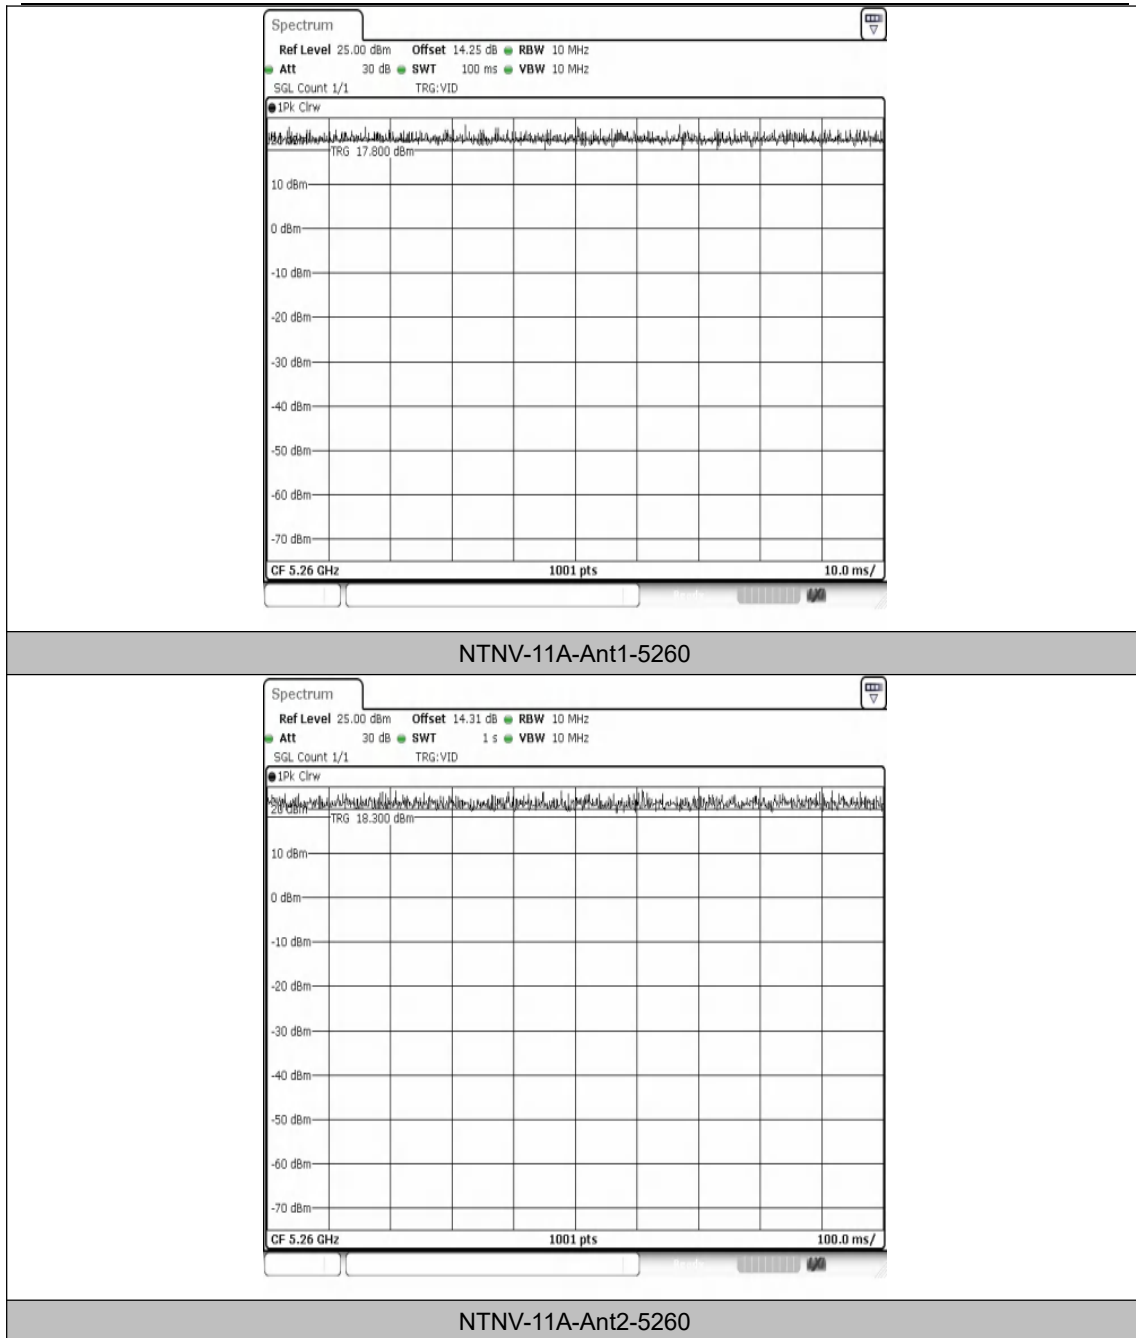 Spectrum
Ref Level 25.00 dBm Offset 14.25 dB RBW 10 MHz
Att 30 dB SWT 100 ms VBW 10 MHz
SGL Count 1/1 TRG:VID
1Pk Clrw
20 dBm
TRG 17.800 dBm
10 dBm
0 dBm
-10 dBm
-20 dBm
-30 dBm
-40 dBm
-50 dBm
-60 dBm
-70 dBm
CF 5.26 GHz 1001 pts 10.0 ms/
NTNV-11A-Ant1-5260
Spectrum
Ref Level 25.00 dBm Offset 14.31 dB RBW 10 MHz
Att 30 dB SWT 1 s VBW 10 MHz
SGL Count 1/1 TRG:VID
1Pk Clrw
20 dBm
TRG 18.300 dBm
10 dBm
0 dBm
-10 dBm
-20 dBm
-30 dBm
-40 dBm
-50 dBm
-60 dBm
-70 dBm
CF 5.26 GHz 1001 pts 100.0 ms/
NTNV-11A-Ant2-5260